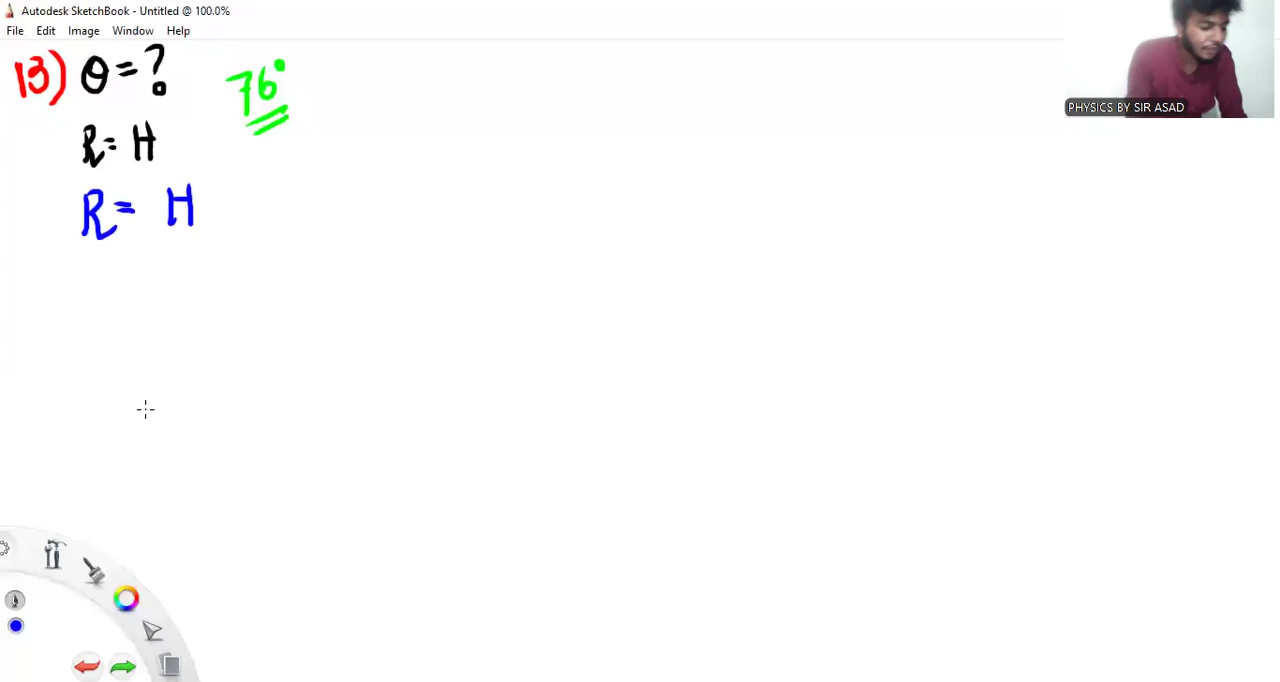 Autodesk SketchBook - Untitled @ 100.0%
File Edit Image Window Help
13) θ = ? 76°
R = H
R = H
PHYSICS BY SIR ASAD